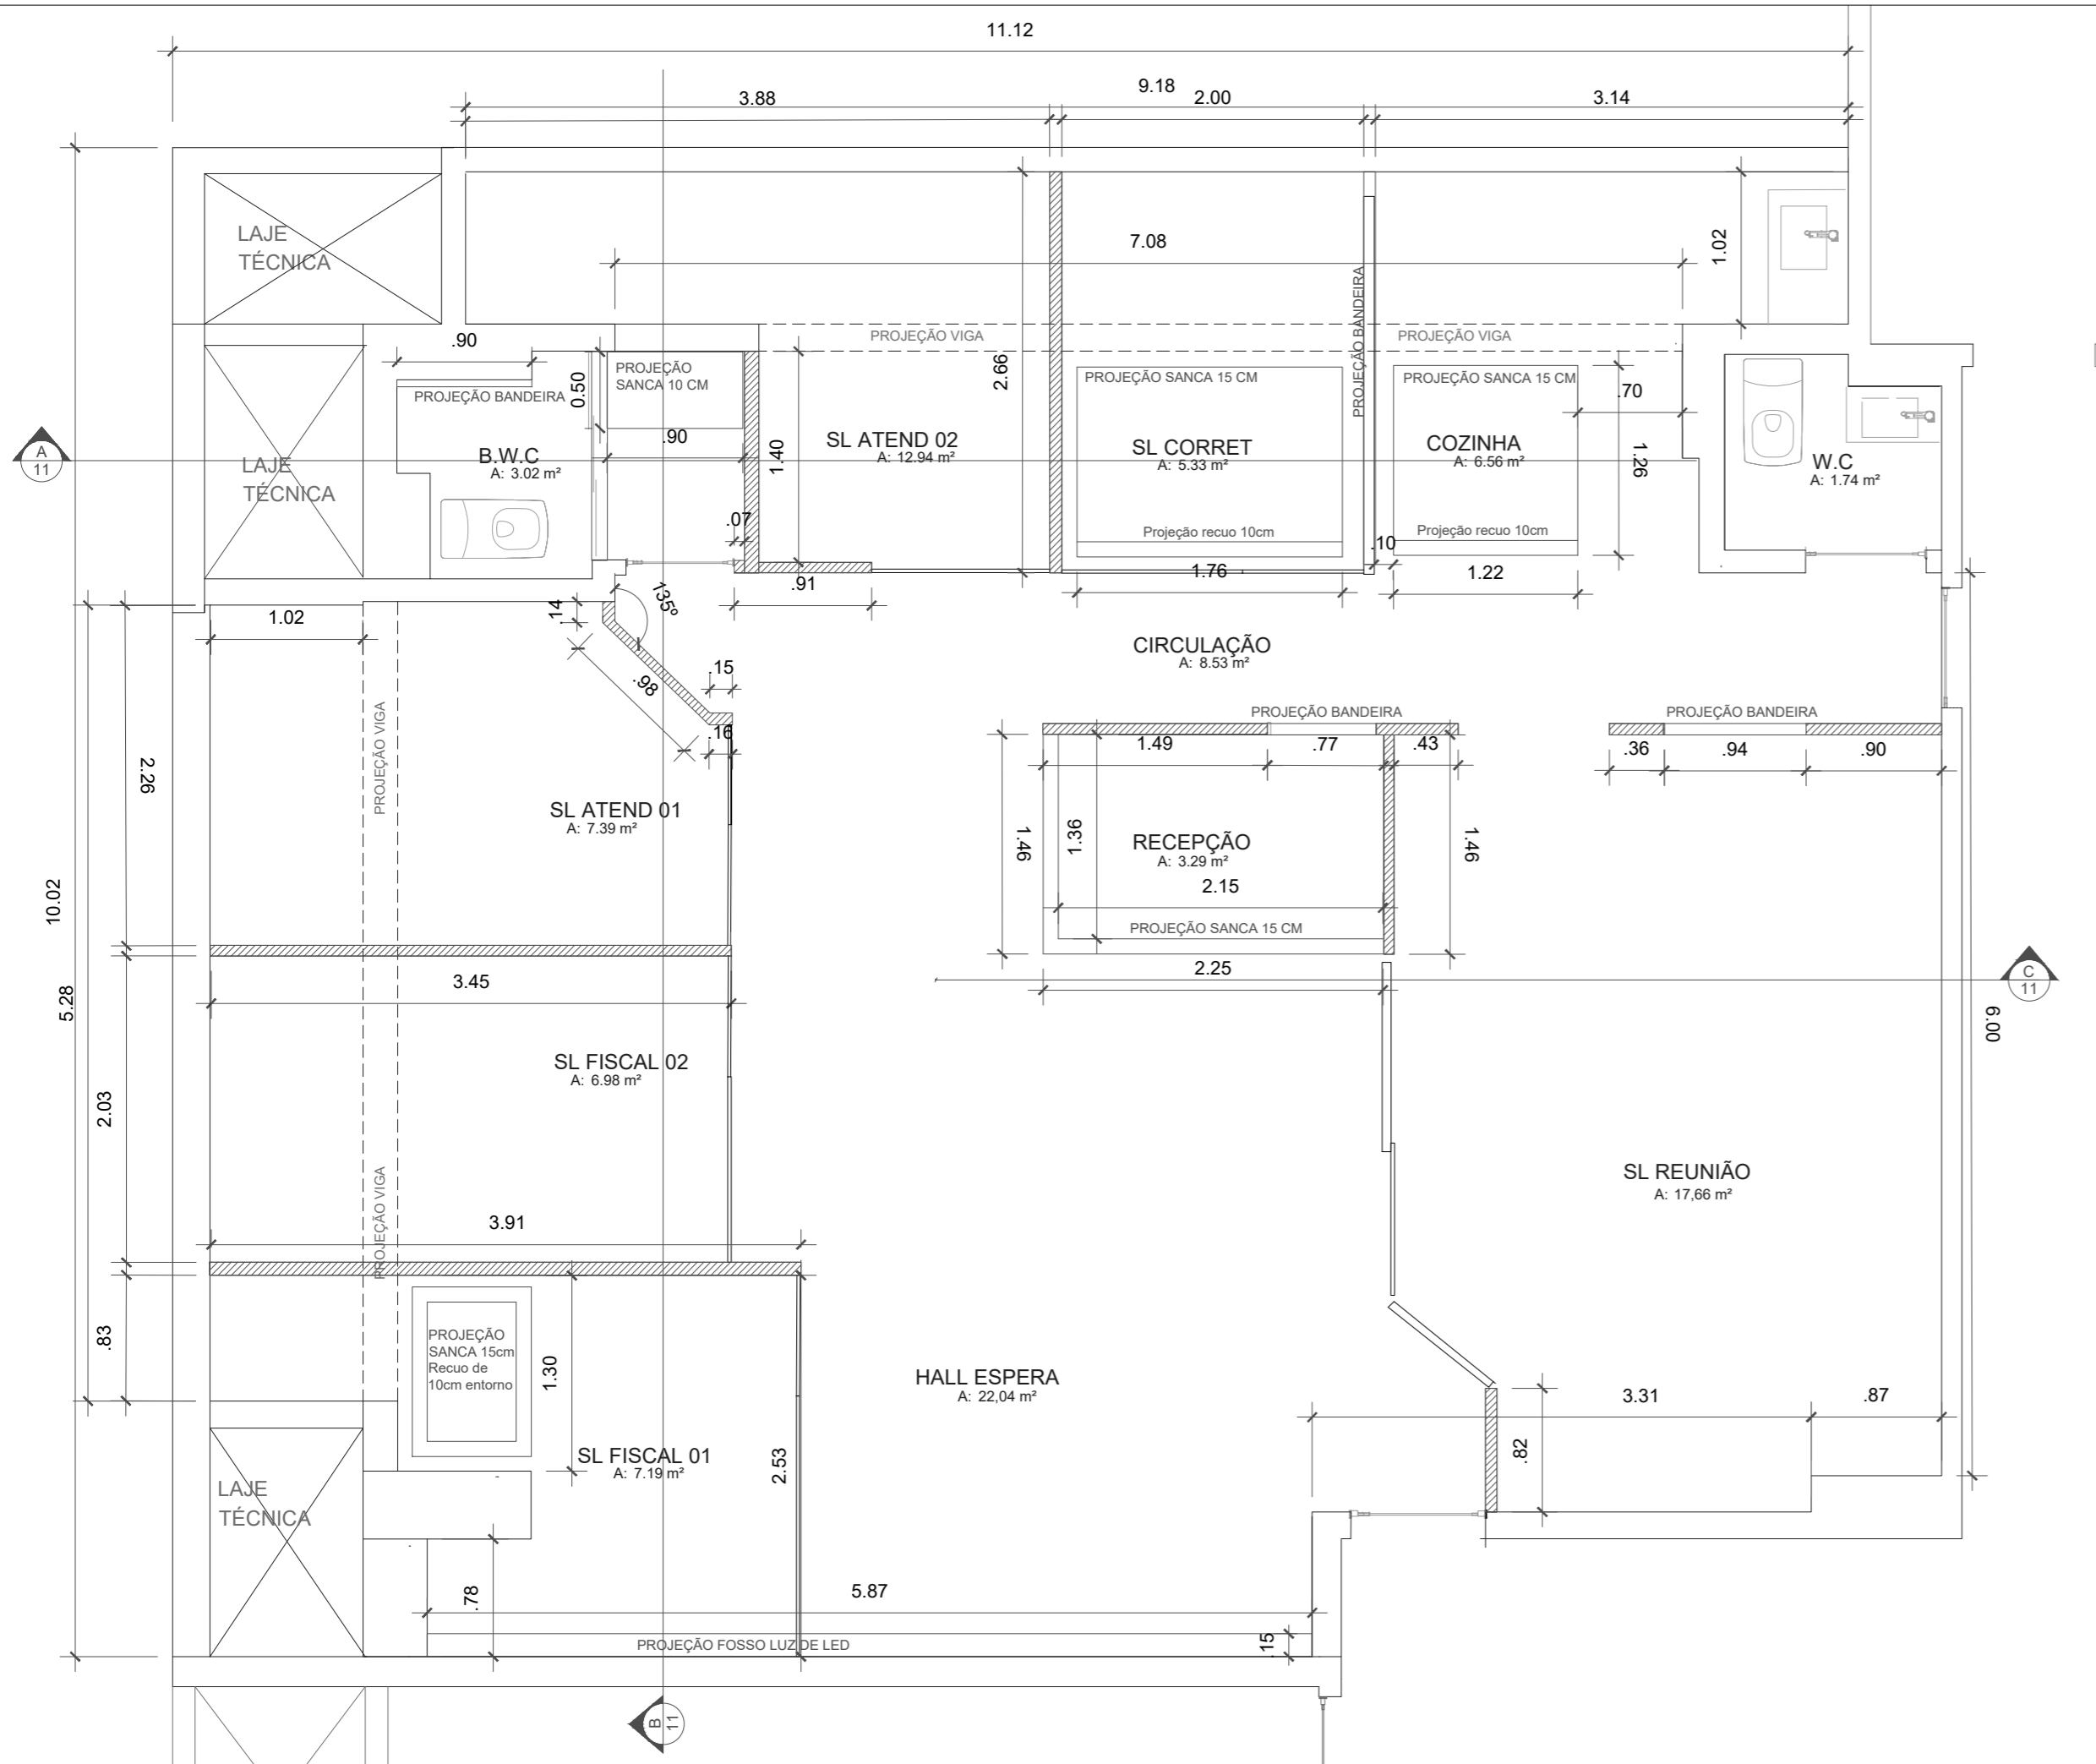 11.12
9.18
3.88
2.00
3.14
LAJE
TÉCNICA
7.08
1.02
PROJEÇÃO BANDEIRA
.90
PROJEÇÃO VIGA
PROJEÇÃO VIGA
2.66
PROJEÇÃO
SANCA 10 CM
0.50
PROJEÇÃO BANDEIRA
PROJEÇÃO SANCA 15 CM
PROJEÇÃO SANCA 15 CM
.70
.90
1.40
SL ATEND 02
A: 12.94 m²
SL CORRET
A: 5.33 m²
COZINHA
A: 6.56 m²
1.26
W.C
A: 1.74 m²
A
11
LAJE
TÉCNICA
B.W.C
A: 3.02 m²
.07
Projeção recuo 10cm
Projeção recuo 10cm
.10
.91
1.76
1.22
1.02
.14
135º
.98
.15
.16
CIRCULAÇÃO
A: 8.53 m²
PROJEÇÃO VIGA
PROJEÇÃO BANDEIRA
PROJEÇÃO BANDEIRA
1.49
.77
.43
.36
.94
.90
2.26
SL ATEND 01
A: 7.39 m²
1.46
1.36
RECEPÇÃO
A: 3.29 m²
1.46
2.15
10.02
PROJEÇÃO SANCA 15 CM
2.25
3.45
5.28
C
11
6.00
SL FISCAL 02
A: 6.98 m²
2.03
SL REUNIÃO
A: 17,66 m²
3.91
PROJEÇÃO VIGA
.83
PROJEÇÃO
SANCA 15cm
Recuo de
10cm entorno
1.30
HALL ESPERA
A: 22,04 m²
3.31
.87
.82
SL FISCAL 01
A: 7.19 m²
2.53
LAJE
TÉCNICA
.78
5.87
PROJEÇÃO FOSSO LUZ DE LED
.15
B
11